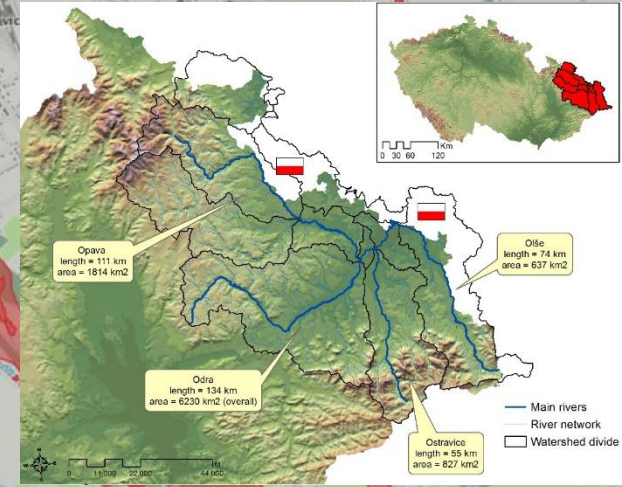 Km
0 30 60 120
Opava
length = 111 km
area = 1814 km2
Olše
length = 74 km
area = 637 km2
Odra
length = 134 km
area = 6230 km2 (overall)
Ostravice
length = 55 km
area = 827 km2
Main rivers
River network
Watershed divide
0 11,000 22,000 44,000